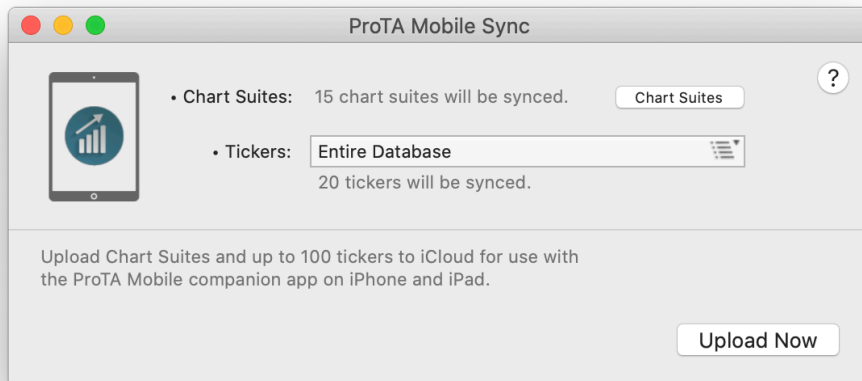 ProTA Mobile Sync
?
• Chart Suites: 15 chart suites will be synced. Chart Suites
• Tickers: Entire Database
20 tickers will be synced.
Upload Chart Suites and up to 100 tickers to iCloud for use with
the ProTA Mobile companion app on iPhone and iPad.
Upload Now